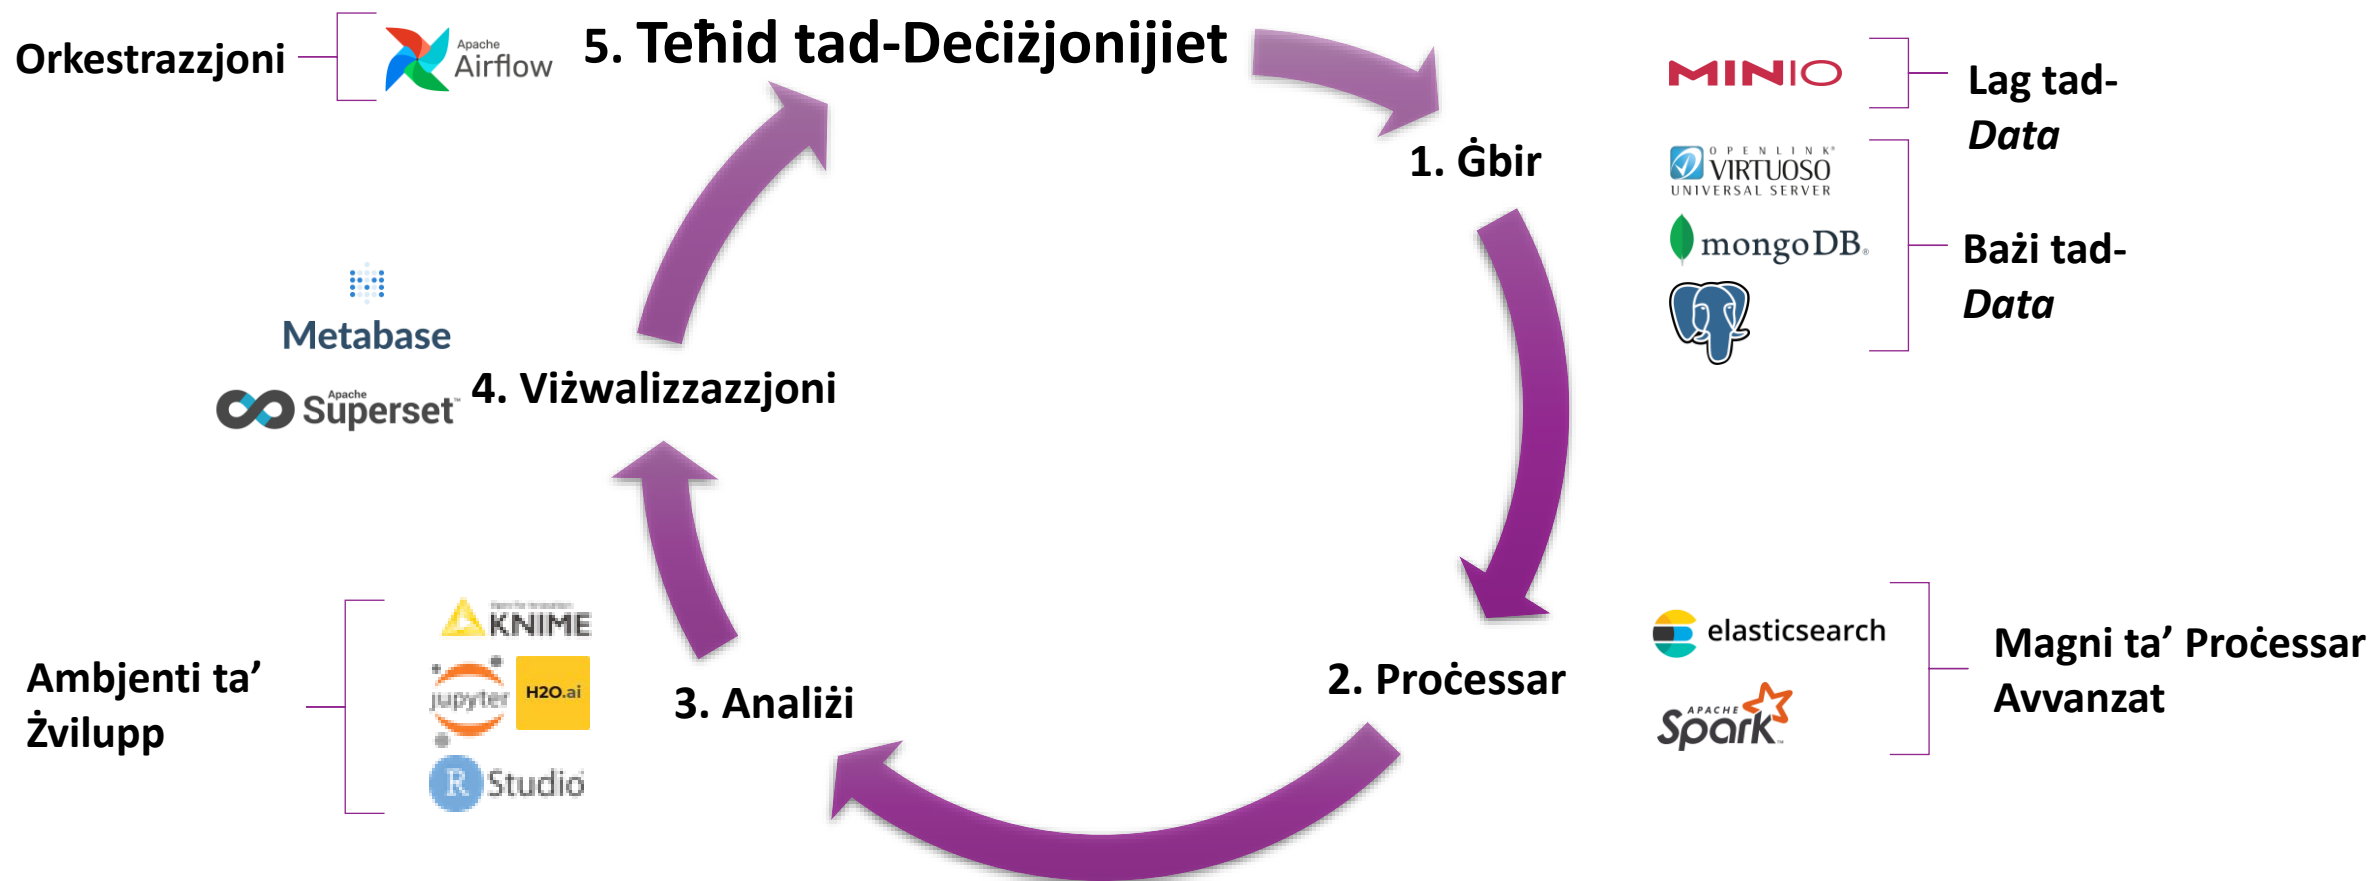 Orkestrazzjoni
Apache
Airflow
5. Teħid tad-Deċiżjonijiet
MINIO
Lag tad-
Data
1. Ġbir
OPENLINK®
VIRTUOSO
UNIVERSAL SERVER
mongoDB®
Bażi tad-
Data
Metabase
Apache
Superset™
4. Viżwalizzazzjoni
KNIME
jupyter
H2O.ai
R Studio
Ambjenti ta’
Żvilupp
3. Analiżi
2. Proċessar
elasticsearch
APACHE
Spark™
Magni ta’ Proċessar
Avvanzat